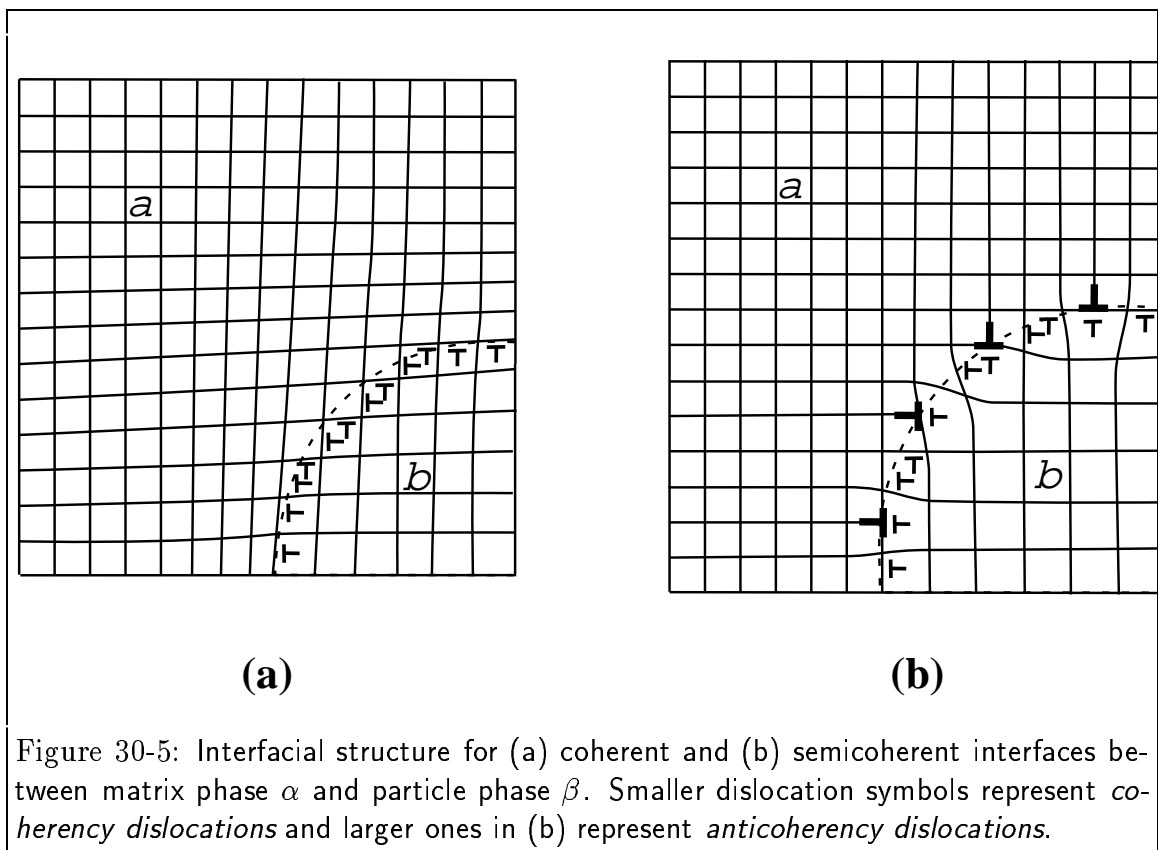 a
b
(a)
a
b
(b)
Figure 30-5: Interfacial structure for (a) coherent and (b) semicoherent interfaces be-
tween matrix phase α and particle phase β. Smaller dislocation symbols represent co-
herency dislocations and larger ones in (b) represent anticoherency dislocations.